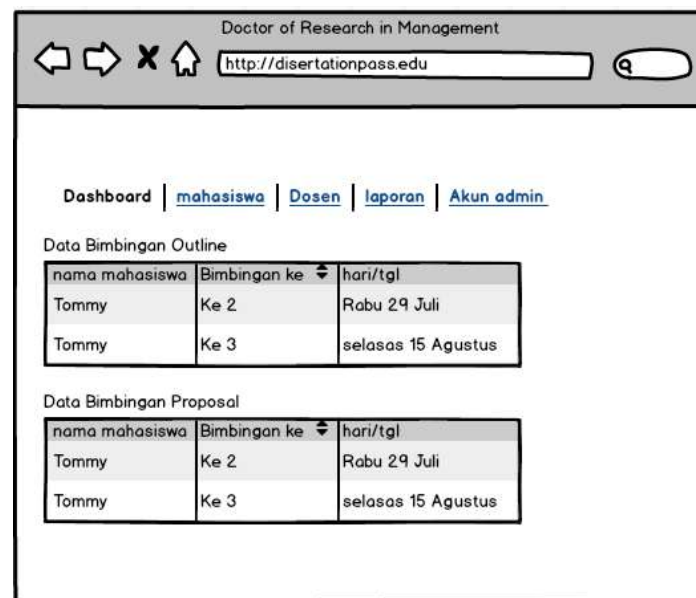 Doctor of Research in Management
http://disertationpass.edu
Dashboard | mahasiswa | Dosen | laporan | Akun admin
Data Bimbingan Outline
nama mahasiswa Bimbingan ke hari/tgl
Tommy Ke 2 Rabu 29 Juli
Tommy Ke 3 selasas 15 Agustus
Data Bimbingan Proposal
nama mahasiswa Bimbingan ke hari/tgl
Tommy Ke 2 Rabu 29 Juli
Tommy Ke 3 selasas 15 Agustus